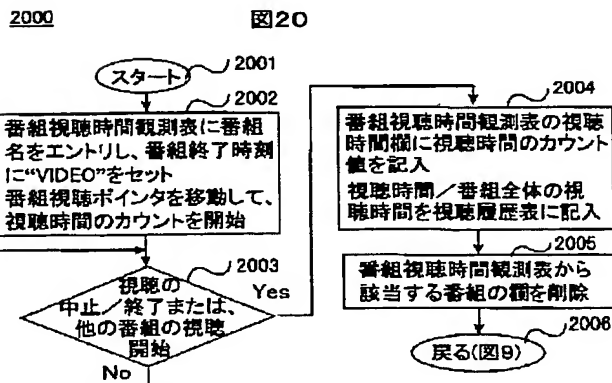 2000
図20
スタート
2001
2002
番組視聴時間観測表に番組
名をエントリし、番組終了時刻
に“VIDEO”をセット
番組視聴ポインタを移動して、
視聴時間のカウントを開始
2003
視聴の
中止／終了または、
他の番組の視聴
開始
Yes
No
2004
番組視聴時間観測表の視聴
時間欄に視聴時間のカウント
値を記入
視聴時間／番組全体の視
聴時間を視聴履歴表に記入
2005
番組視聴時間観測表から
該当する番組の欄を削除
2006
戻る(図9)